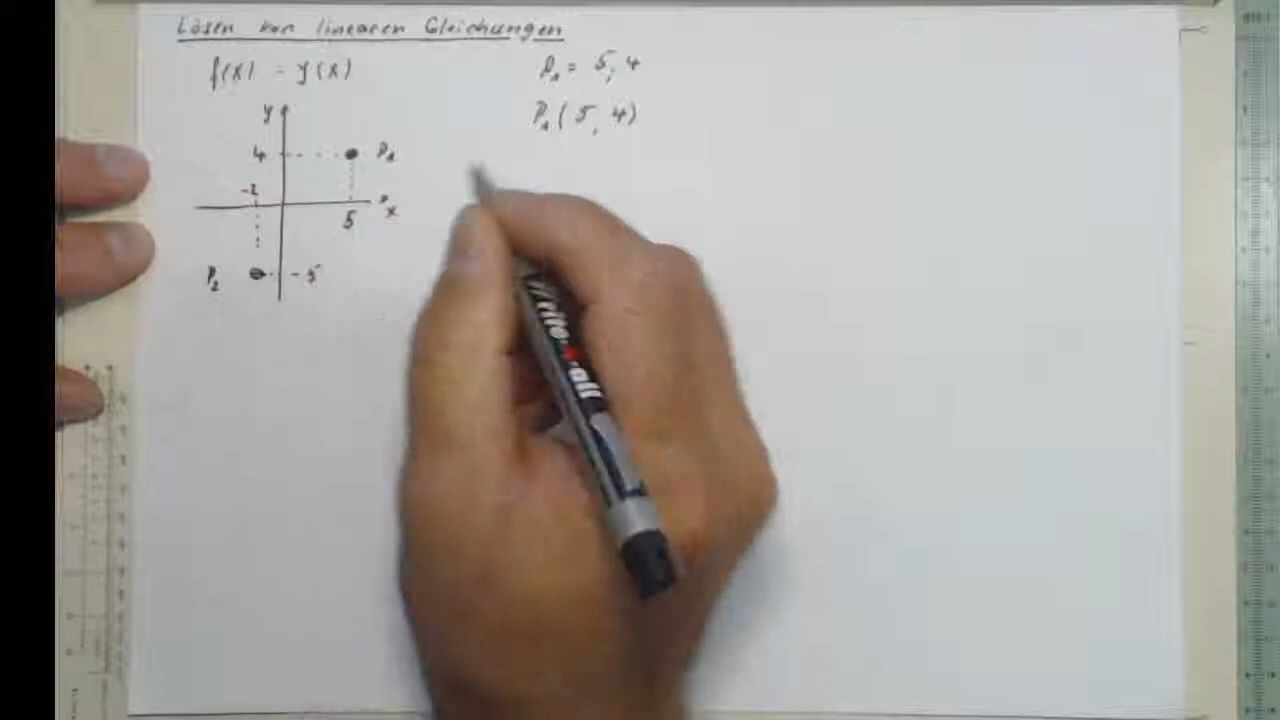 Lösen von linearen Gleichungen
f(x) = y(x)
P₁ = 5, 4
P₁ ( 5, 4)
y
4
P₁
-2
5
x
P₂
-5